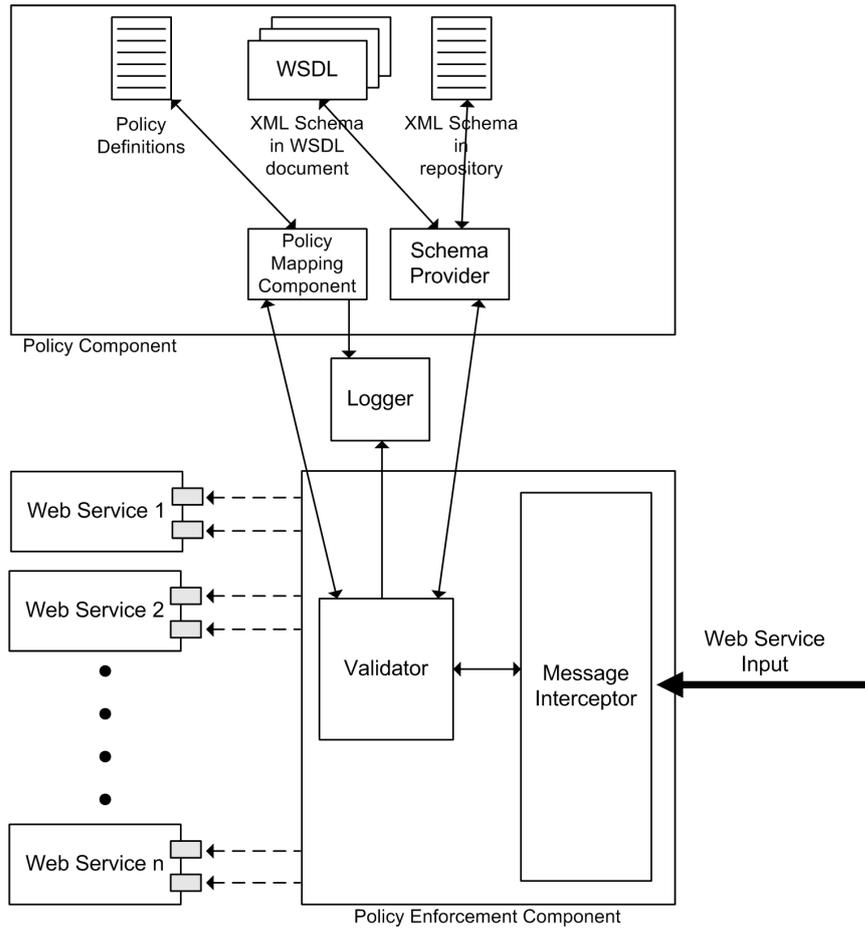 WSDL
Policy
Definitions
XML Schema
in WSDL
document
XML Schema
in
repository
Policy
Mapping
Component
Schema
Provider
Policy Component
Logger
Web Service 1
Web Service 2
Validator
Message
Interceptor
Web Service
Input
Web Service n
Policy Enforcement Component